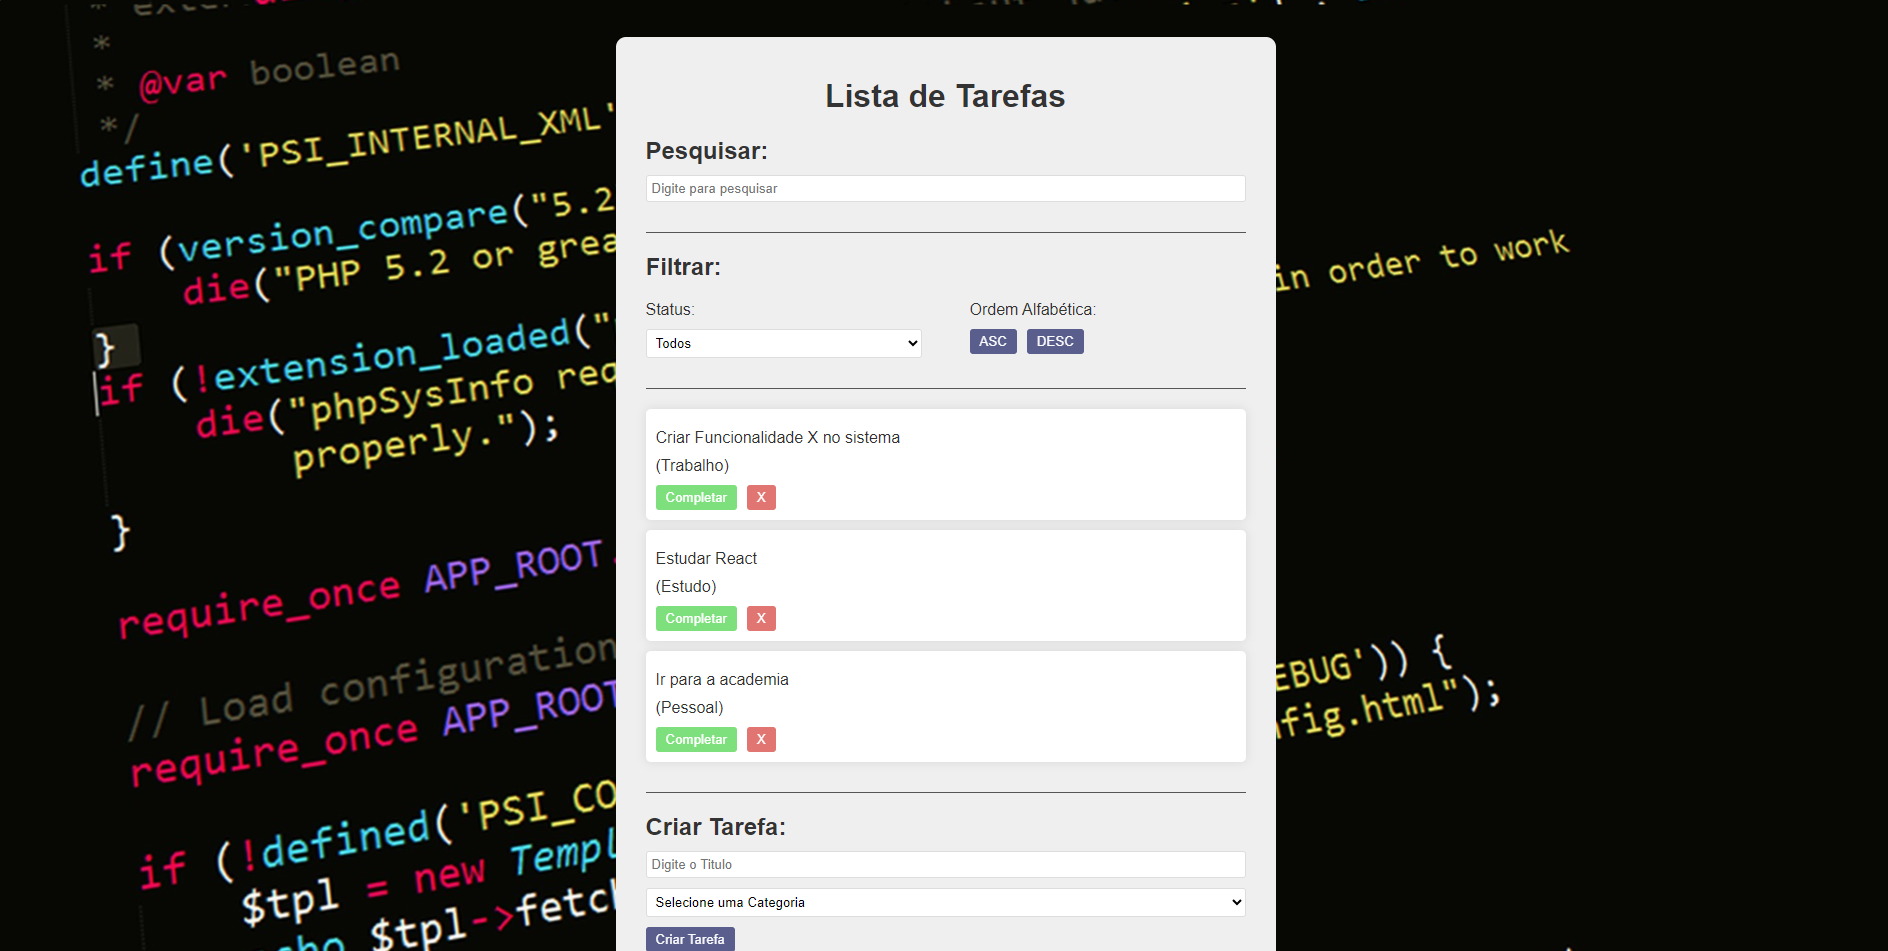 * @var boolean
*/
define('PSI_INTERNAL_XML'
if (version_compare("5.2
die("PHP 5.2 or grea
in order to work
}
if (!extension_loaded("
die("phpSysInfo req
properly.");
}
require_once APP_ROOT.
// Load configuration
require_once APP_ROOT
EBUG')) {
nfig.html");
if (!defined('PSI_CO
$tpl = new Templ
echo $tpl->fetch
Lista de Tarefas
Pesquisar:
Digite para pesquisar
Filtrar:
Status:
Ordem Alfabética:
Todos
ASC DESC
Criar Funcionalidade X no sistema
(Trabalho)
Completar X
Estudar React
(Estudo)
Completar X
Ir para a academia
(Pessoal)
Completar X
Criar Tarefa:
Digite o Titulo
Selecione uma Categoria
Criar Tarefa